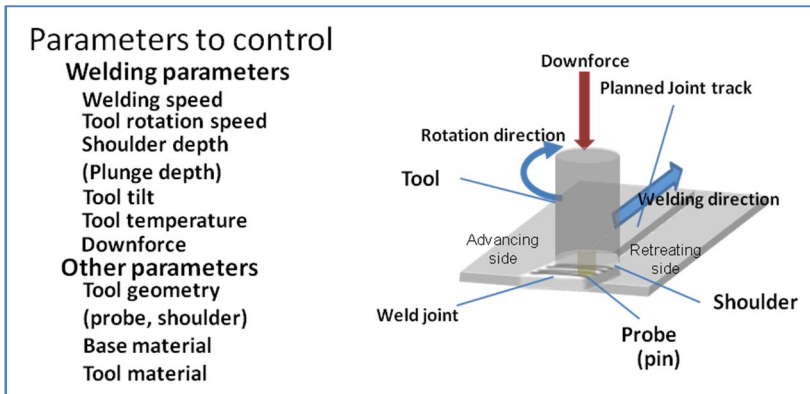 Parameters to control
Welding parameters
Welding speed
Tool rotation speed
Shoulder depth
(Plunge depth)
Tool tilt
Tool temperature
Downforce
Other parameters
Tool geometry
(probe, shoulder)
Base material
Tool material
Downforce
Planned Joint track
Rotation direction
Tool
Welding direction
Advancing
side
Retreating
side
Shoulder
Weld joint
Probe
(pin)